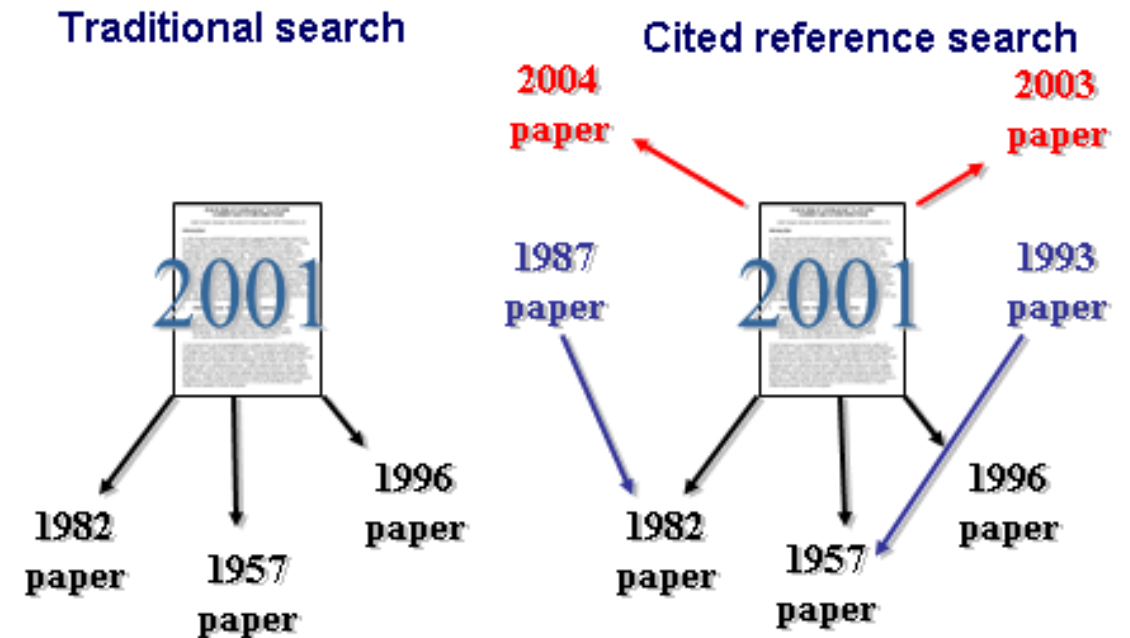 Traditional search
2001
1996
paper
1982
paper
1957
paper
Cited reference search
2004
paper
2003
paper
1987
paper
2001
1993
paper
1996
paper
1982
paper
1957
paper